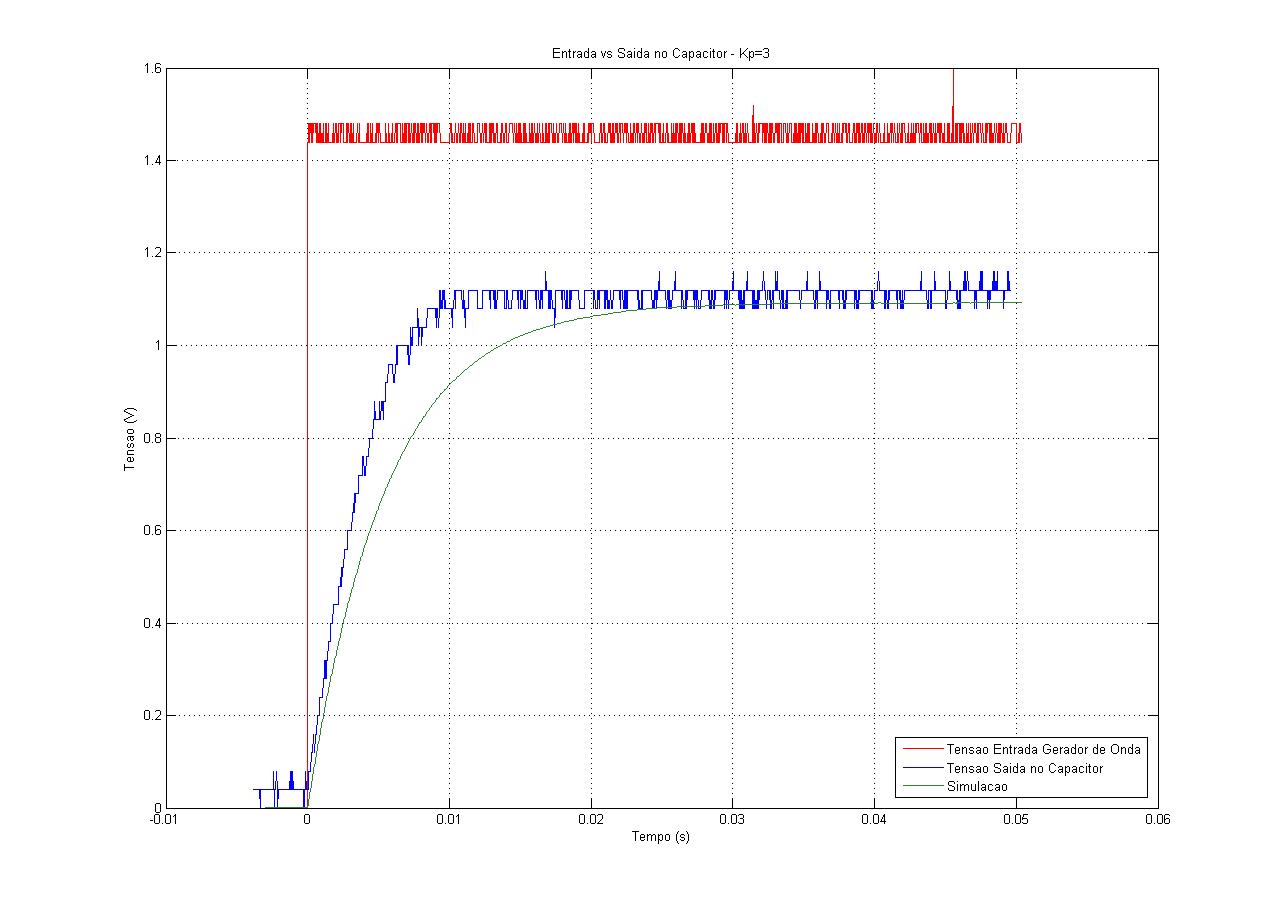 Entrada vs Saida no Capacitor - Kp=3
1.6
1.4
1.2
1
0.8
0.6
0.4
0.2
0
Tensao (V)
-0.01
0
0.01
0.02
0.03
0.04
0.05
0.06
Tempo (s)
Tensao Entrada Gerador de Onda
Tensao Saida no Capacitor
Simulacao